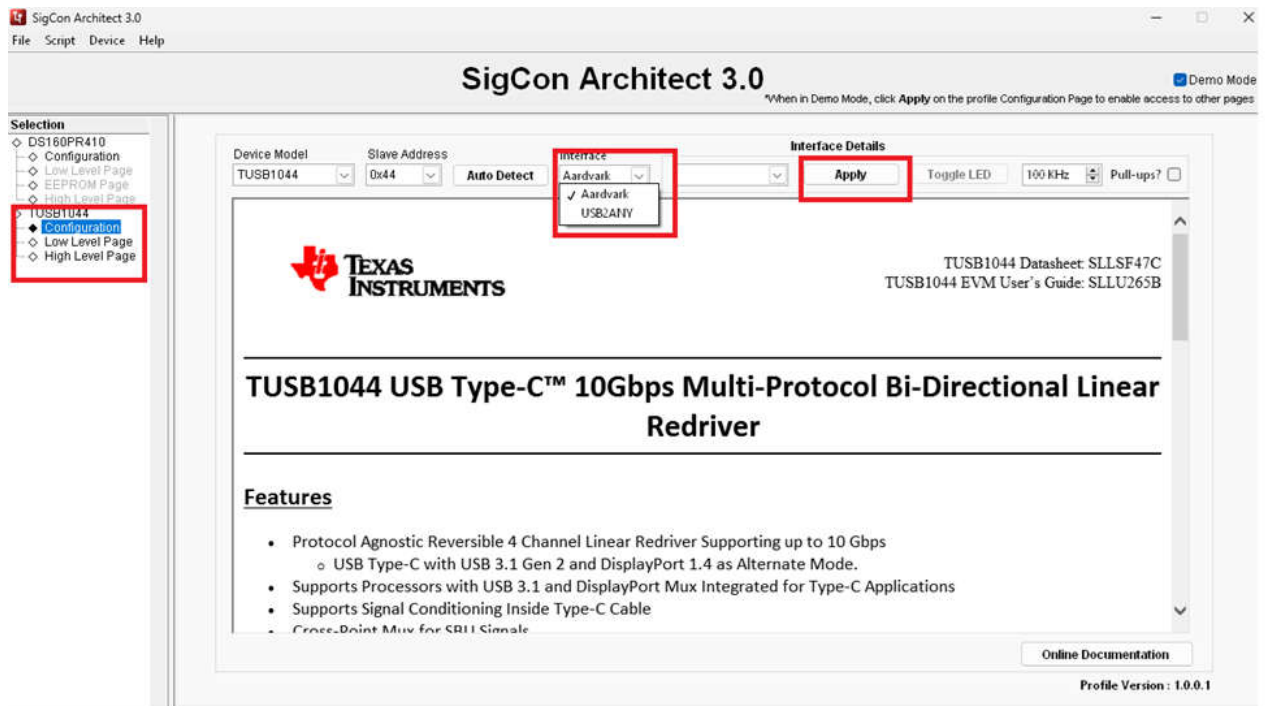 SigCon Architect 3.0
File Script Device Help
SigCon Architect 3.0
Demo Mode
*When in Demo Mode, click Apply on the profile Configuration Page to enable access to other pages
Selection
DS160PR410
Configuration
Low Level Page
EEPROM Page
High Level Page
TUSB1044
Configuration
Low Level Page
High Level Page
Interface Details
Device Model Slave Address Interface
TUSB1044 0x44 Auto Detect Aardvark Apply Toggle LED 100 KHz Pull-ups?
✓ Aardvark
USB2ANY
TEXAS
INSTRUMENTS
TUSB1044 Datasheet: SLLSF47C
TUSB1044 EVM User's Guide: SLLU265B
TUSB1044 USB Type-C™ 10Gbps Multi-Protocol Bi-Directional Linear
Redriver
Features
• Protocol Agnostic Reversible 4 Channel Linear Redriver Supporting up to 10 Gbps
o USB Type-C with USB 3.1 Gen 2 and DisplayPort 1.4 as Alternate Mode.
• Supports Processors with USB 3.1 and DisplayPort Mux Integrated for Type-C Applications
• Supports Signal Conditioning Inside Type-C Cable
• Cross-Point Mux for SBU Signals
Online Documentation
Profile Version : 1.0.0.1